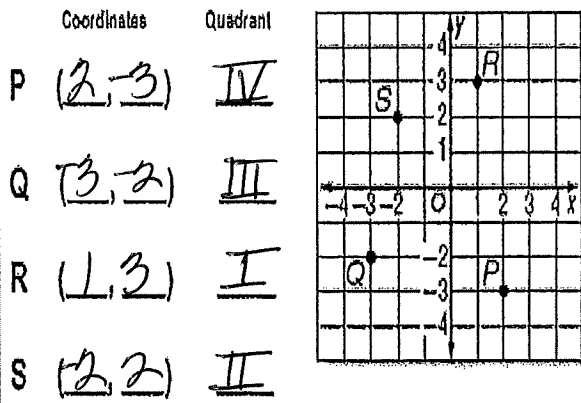 Coordinates Quadrant
P (2, -3) IV
Q (-3, -2) III
R (1, 3) I
S (-2, 2) II
y
4
R
3
S
2
1
-4 -3 -2 O 1 2 3 4 x
-2
Q P
-3
-4